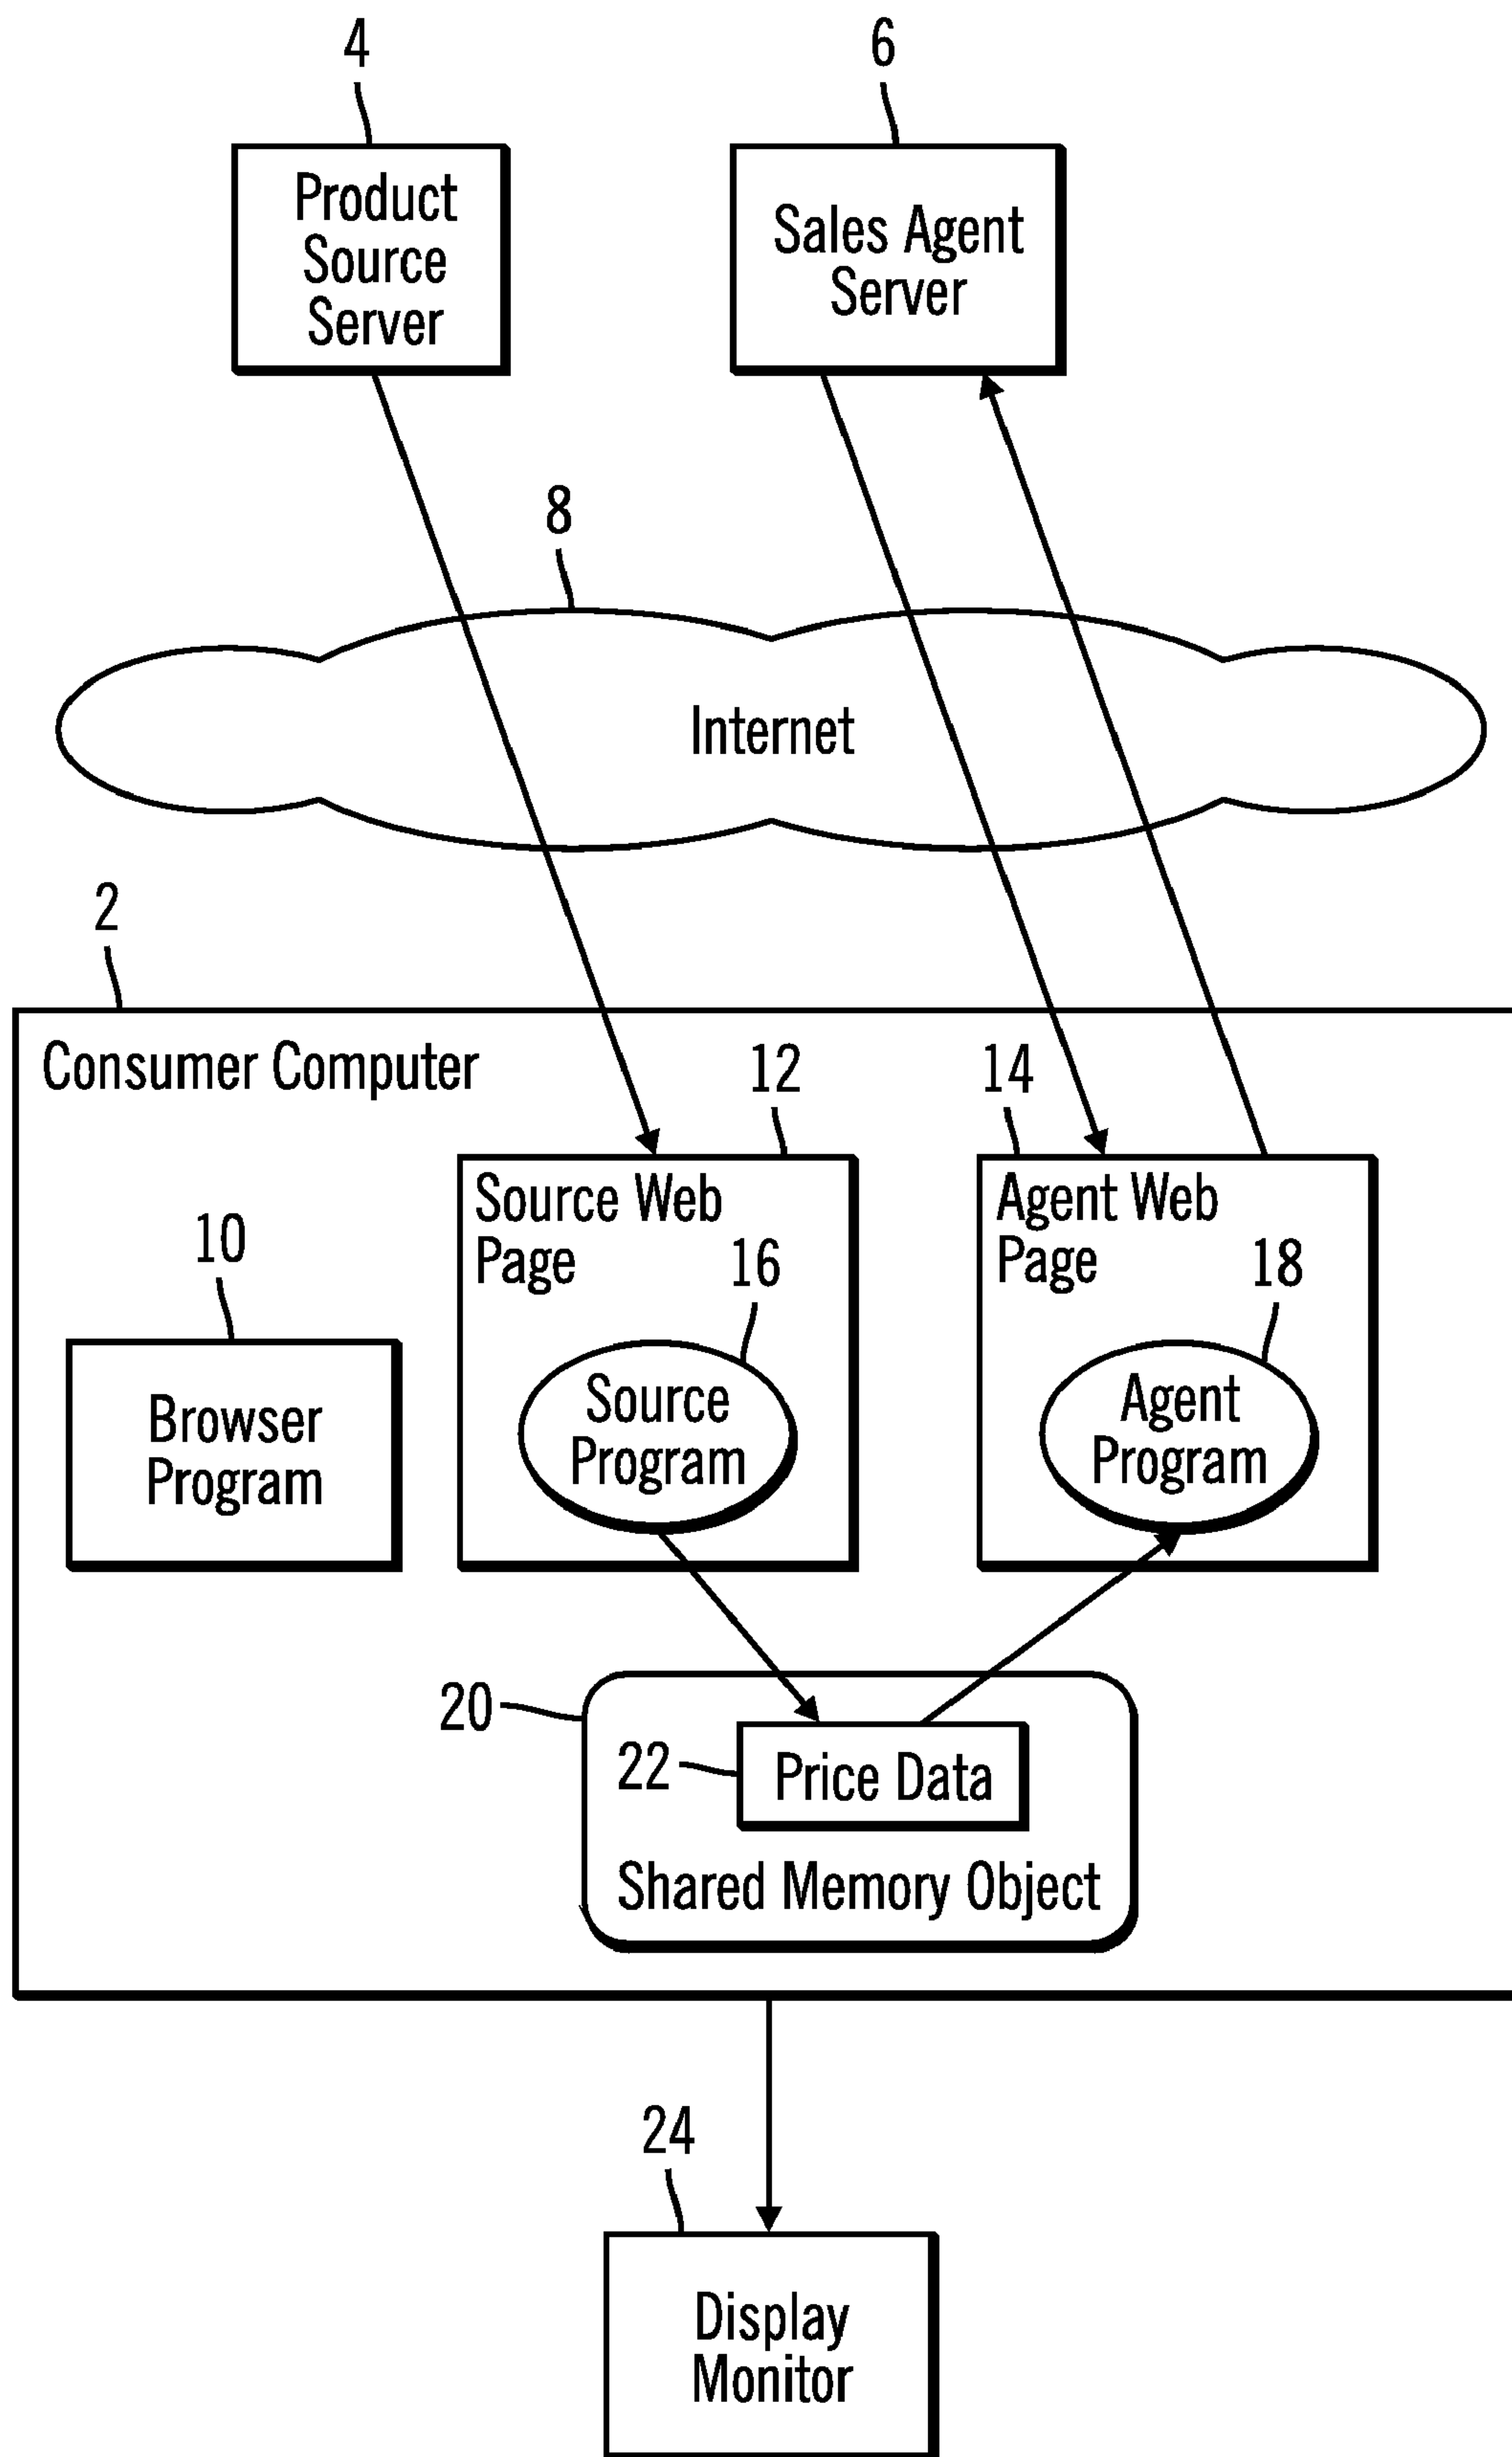 4
6
Product
Source
Server
Sales Agent
Server
8
Internet
2
Consumer Computer
12
14
Source Web
Page
Agent Web
Page
10
16
18
Browser
Program
Source
Program
Agent
Program
20
22
Price Data
Shared Memory Object
24
Display
Monitor